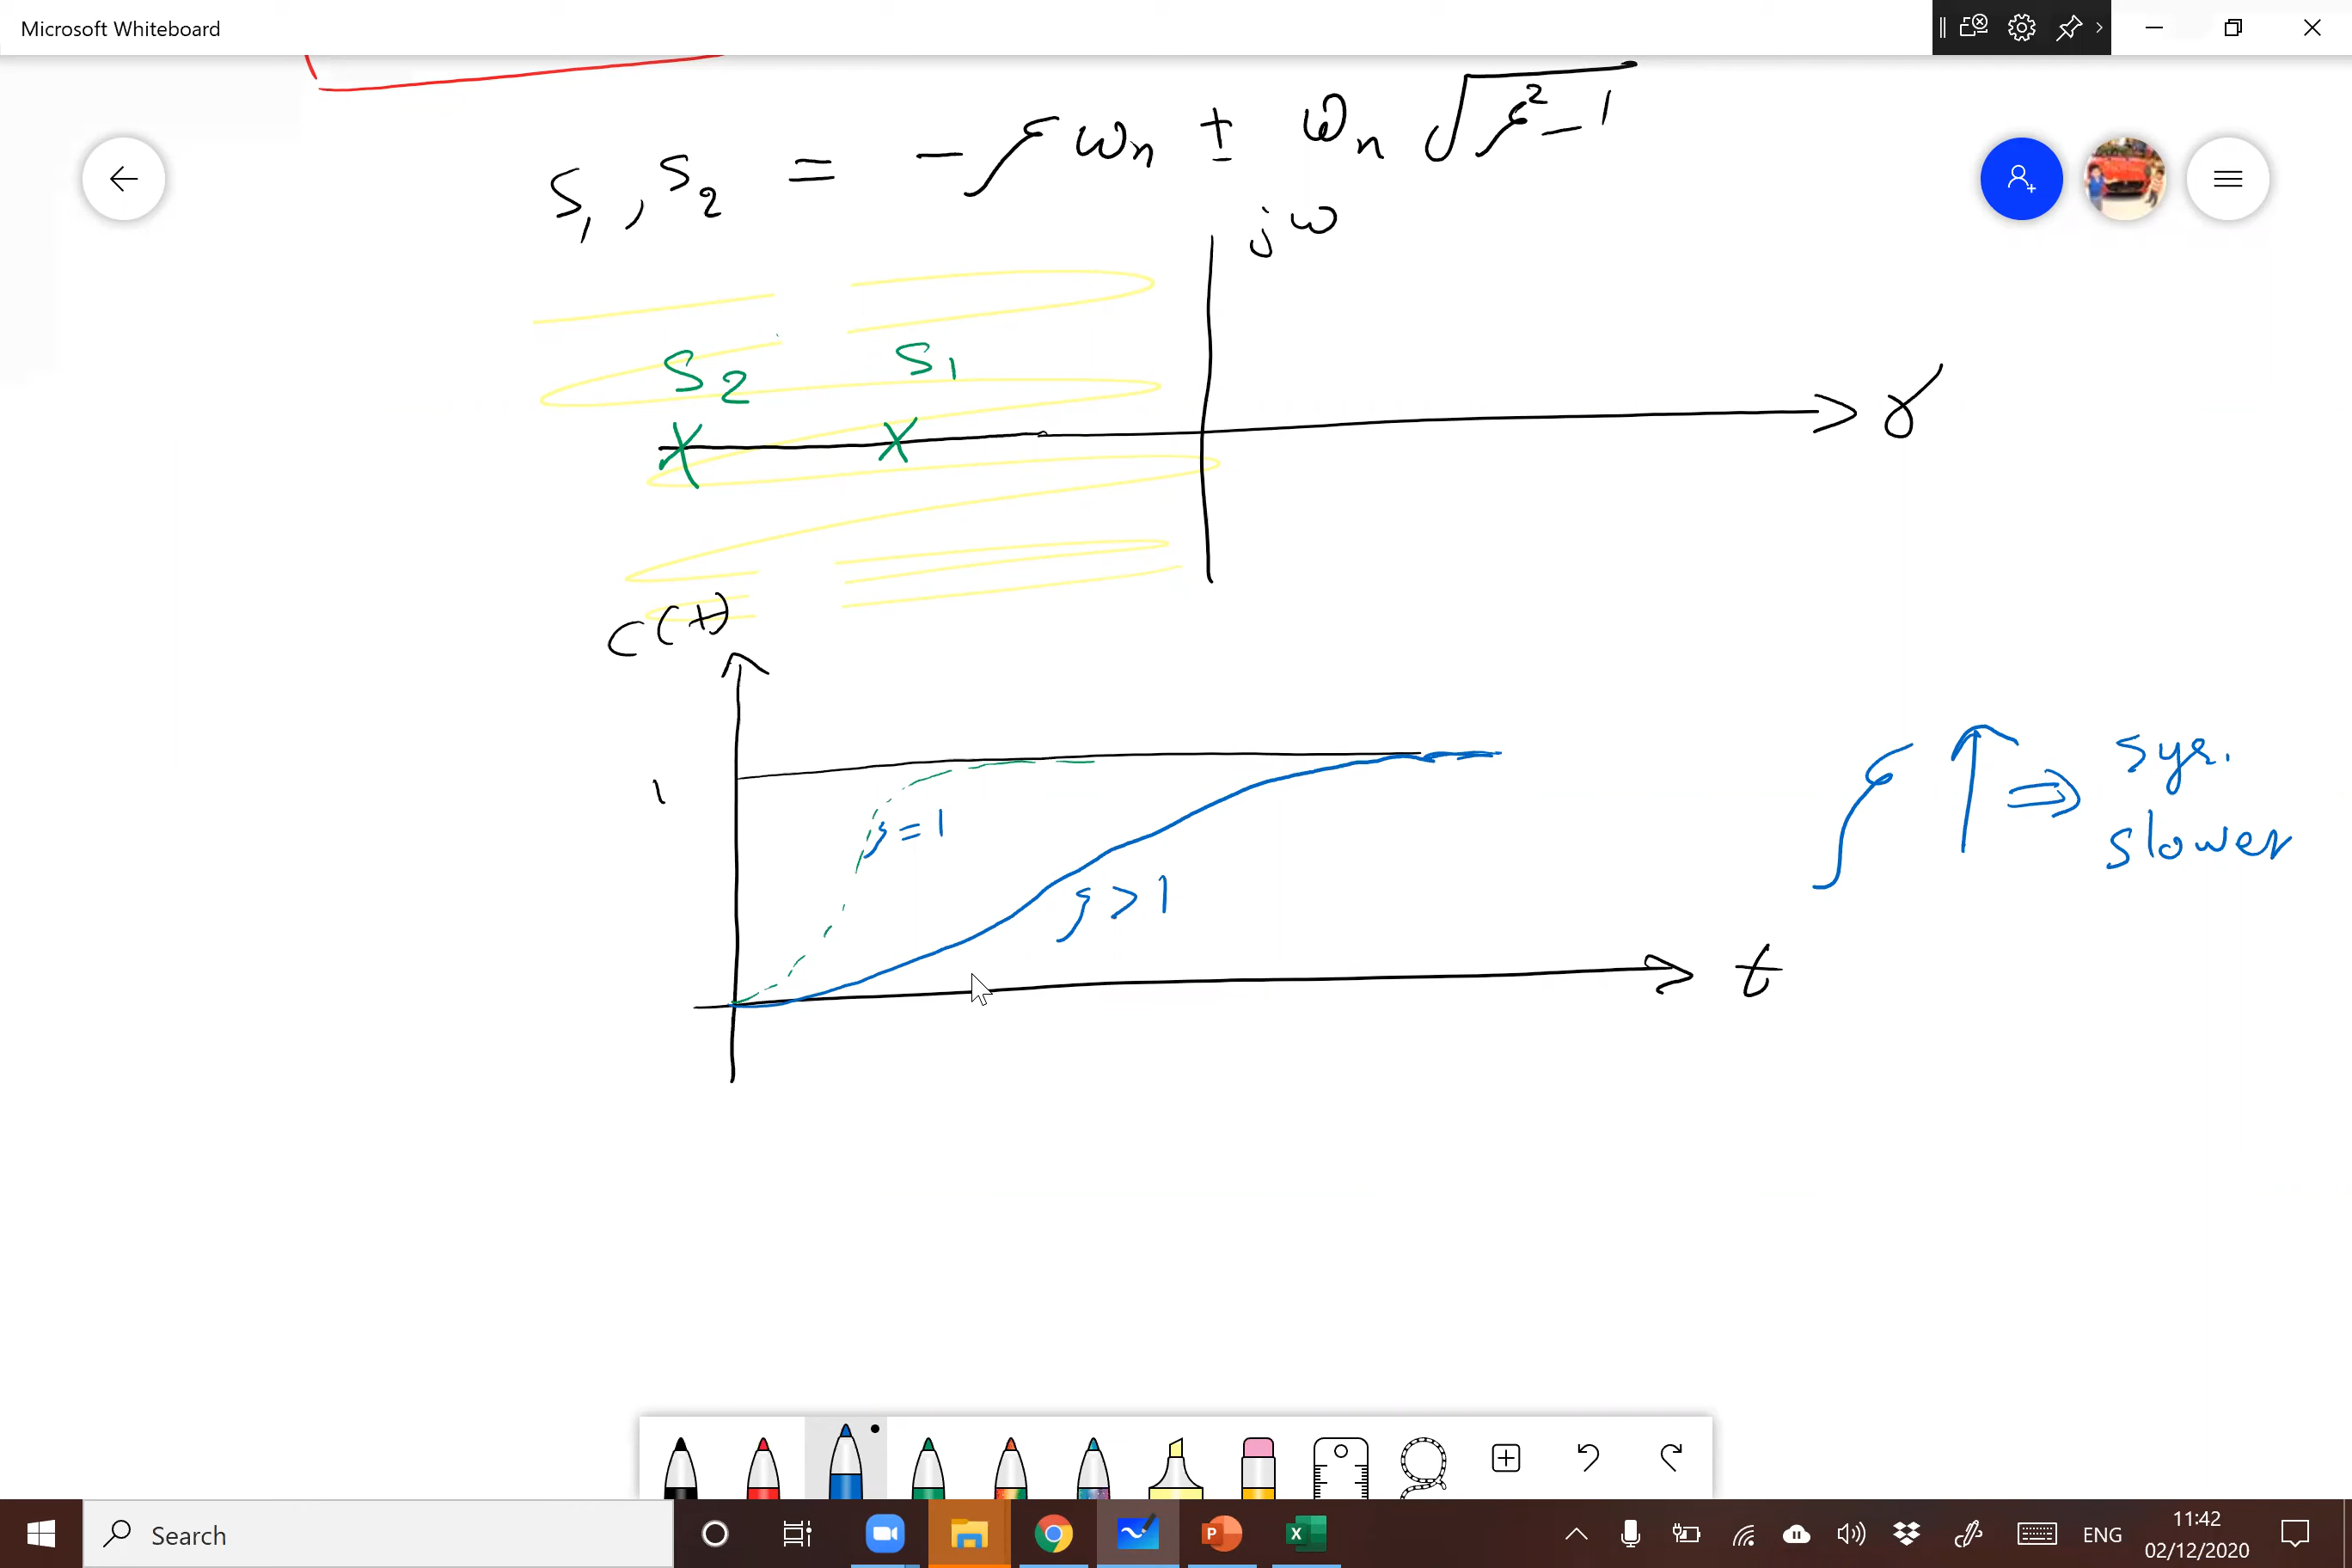 Microsoft Whiteboard
S₁, S₂ = - ζ ωₙ ± ωₙ √(ζ² - 1)
jω
S₂ S₁
σ
C(t)
1
ζ = 1
ζ > 1
ζ ↑ ⇒ sys.
slower
t
Search
P
X
ENG
11:42
02/12/2020